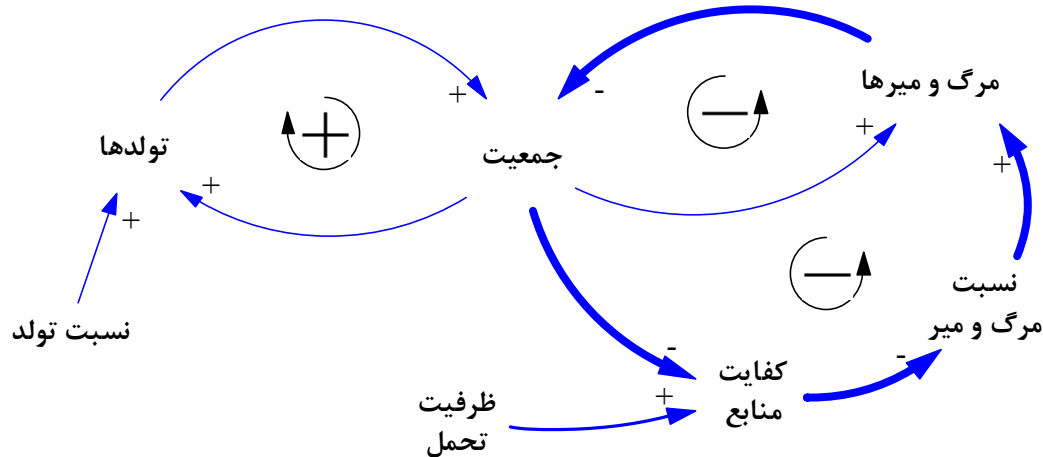 مرگ و میرها
تولدها
جمعیت
نسبت
مرگ و میر
نسبت تولد
کفایت
منابع
ظرفیت
تحمل
+
-
+
+
+
+
+
-
-
+
+
—
—